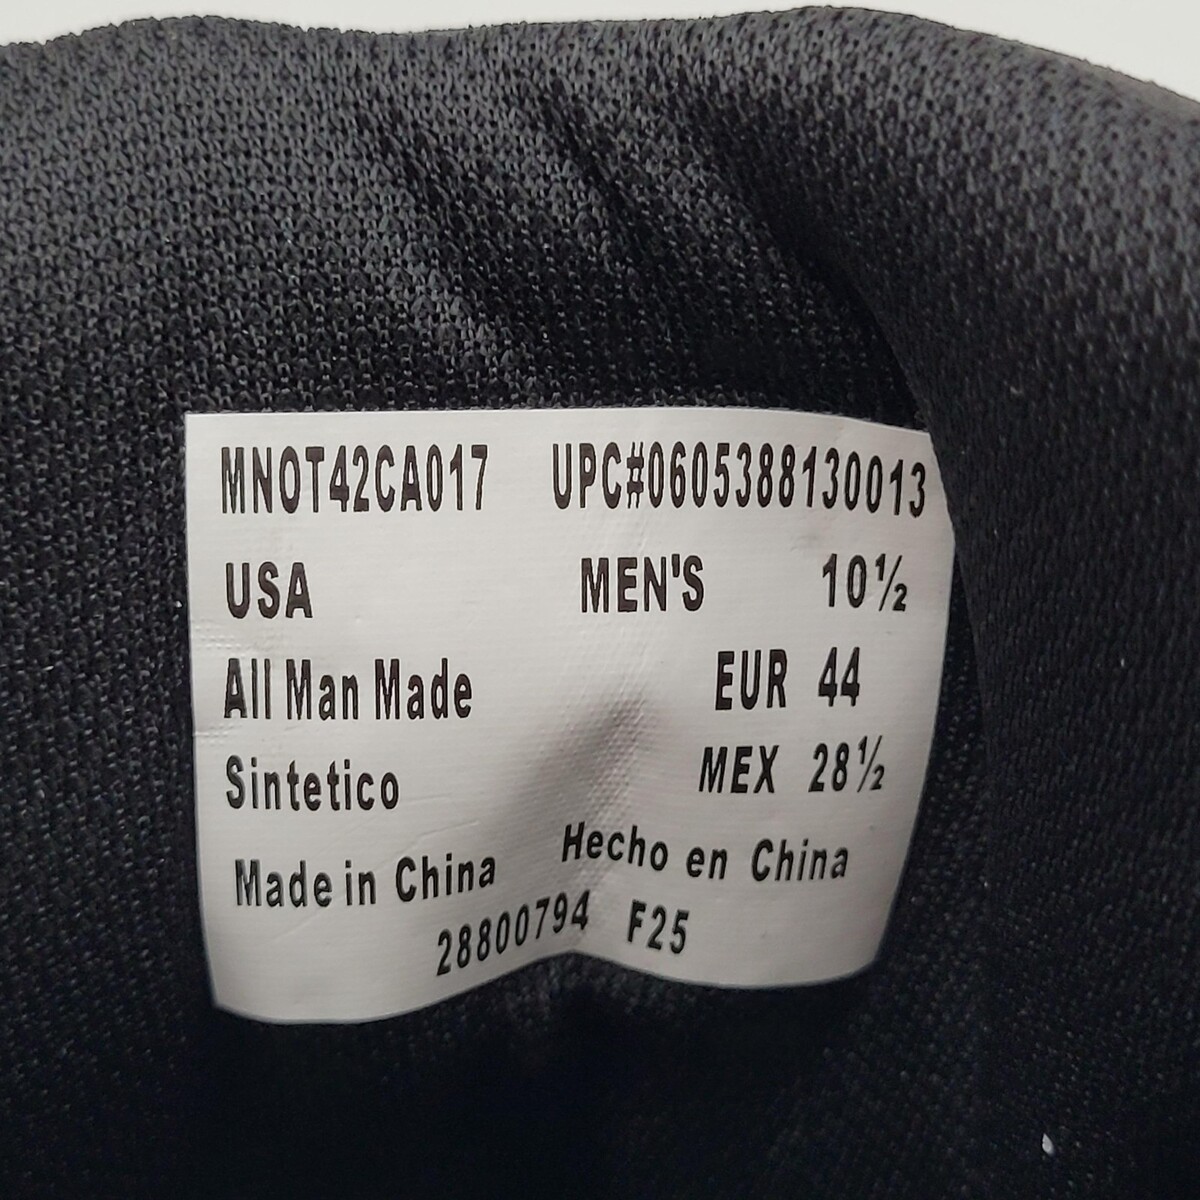 MNOT42CA017 UPC#0605388130013
USA MEN'S 10½
All Man Made EUR 44
Sintetico MEX 28½
Made in China Hecho en China
28800794 F25